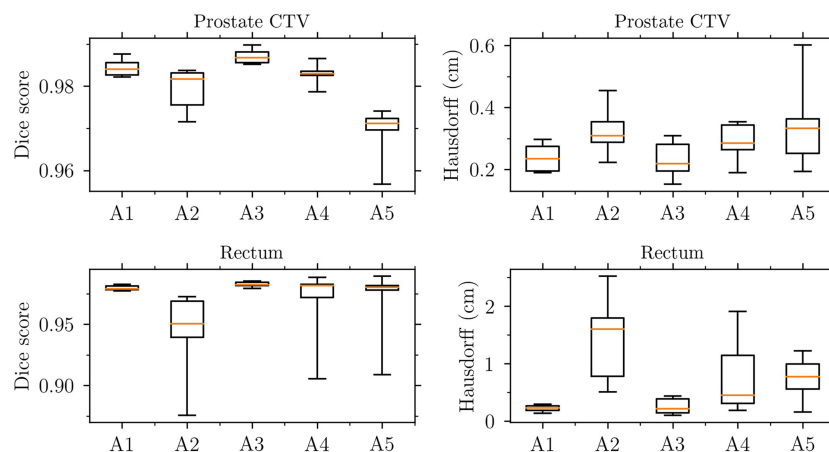 Prostate CTV
Dice score
0.98
0.96
A1 A2 A3 A4 A5
Prostate CTV
Hausdorff (cm)
0.6
0.4
0.2
A1 A2 A3 A4 A5
Rectum
Dice score
0.95
0.90
A1 A2 A3 A4 A5
Rectum
Hausdorff (cm)
2
1
0
A1 A2 A3 A4 A5